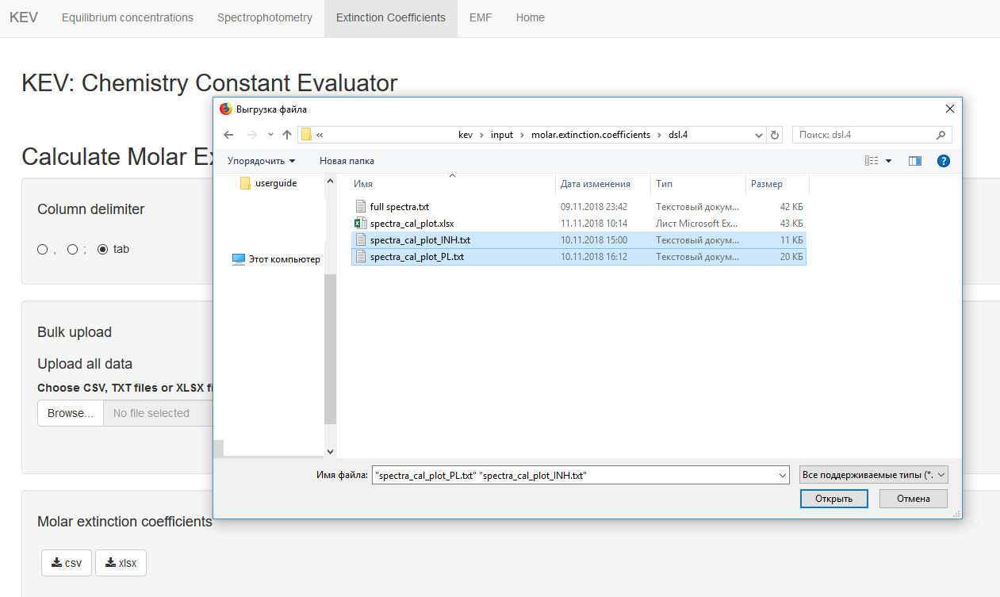 KEV Equilibrium concentrations Spectrophotometry Extinction Coefficients EMF Home
KEV: Chemistry Constant Evaluator
Calculate Molar Ex
Column delimiter
, ; tab
Bulk upload
Upload all data
Choose CSV, TXT files or XLSX fi
Browse... No file selected
Molar extinction coefficients
csv xlsx
Выгрузка файла
« kev › input › molar.extinction.coefficients › dsl.4 Поиск: dsl.4
Упорядочить Новая папка
userguide
Этот компьютер
Имя Дата изменения Тип Размер
full spectra.txt 09.11.2018 23:42 Текстовый докум... 42 КБ
spectra_cal_plot.xlsx 11.11.2018 10:14 Лист Microsoft Ex... 43 КБ
spectra_cal_plot_INH.txt 10.11.2018 15:00 Текстовый докум... 11 КБ
spectra_cal_plot_PL.txt 10.11.2018 16:12 Текстовый докум... 20 КБ
Имя файла: "spectra_cal_plot_PL.txt" "spectra_cal_plot_INH.txt" Все поддерживаемые типы (*.
Открыть Отмена